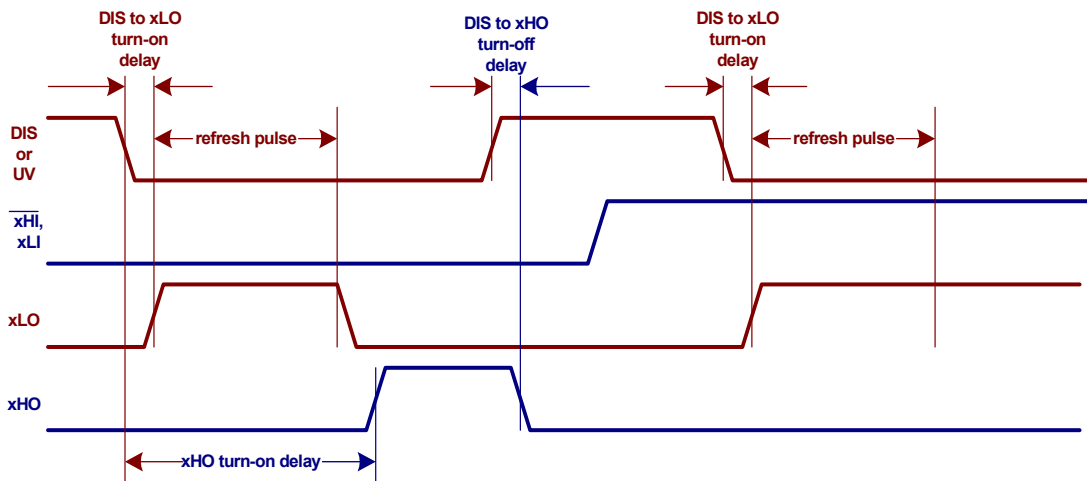 DIS to xLO
turn-on
delay
DIS to xHO
turn-off
delay
DIS to xLO
turn-on
delay
DIS
or
UV
refresh pulse
refresh pulse
xHI,
xLI
xLO
xHO
xHO turn-on delay